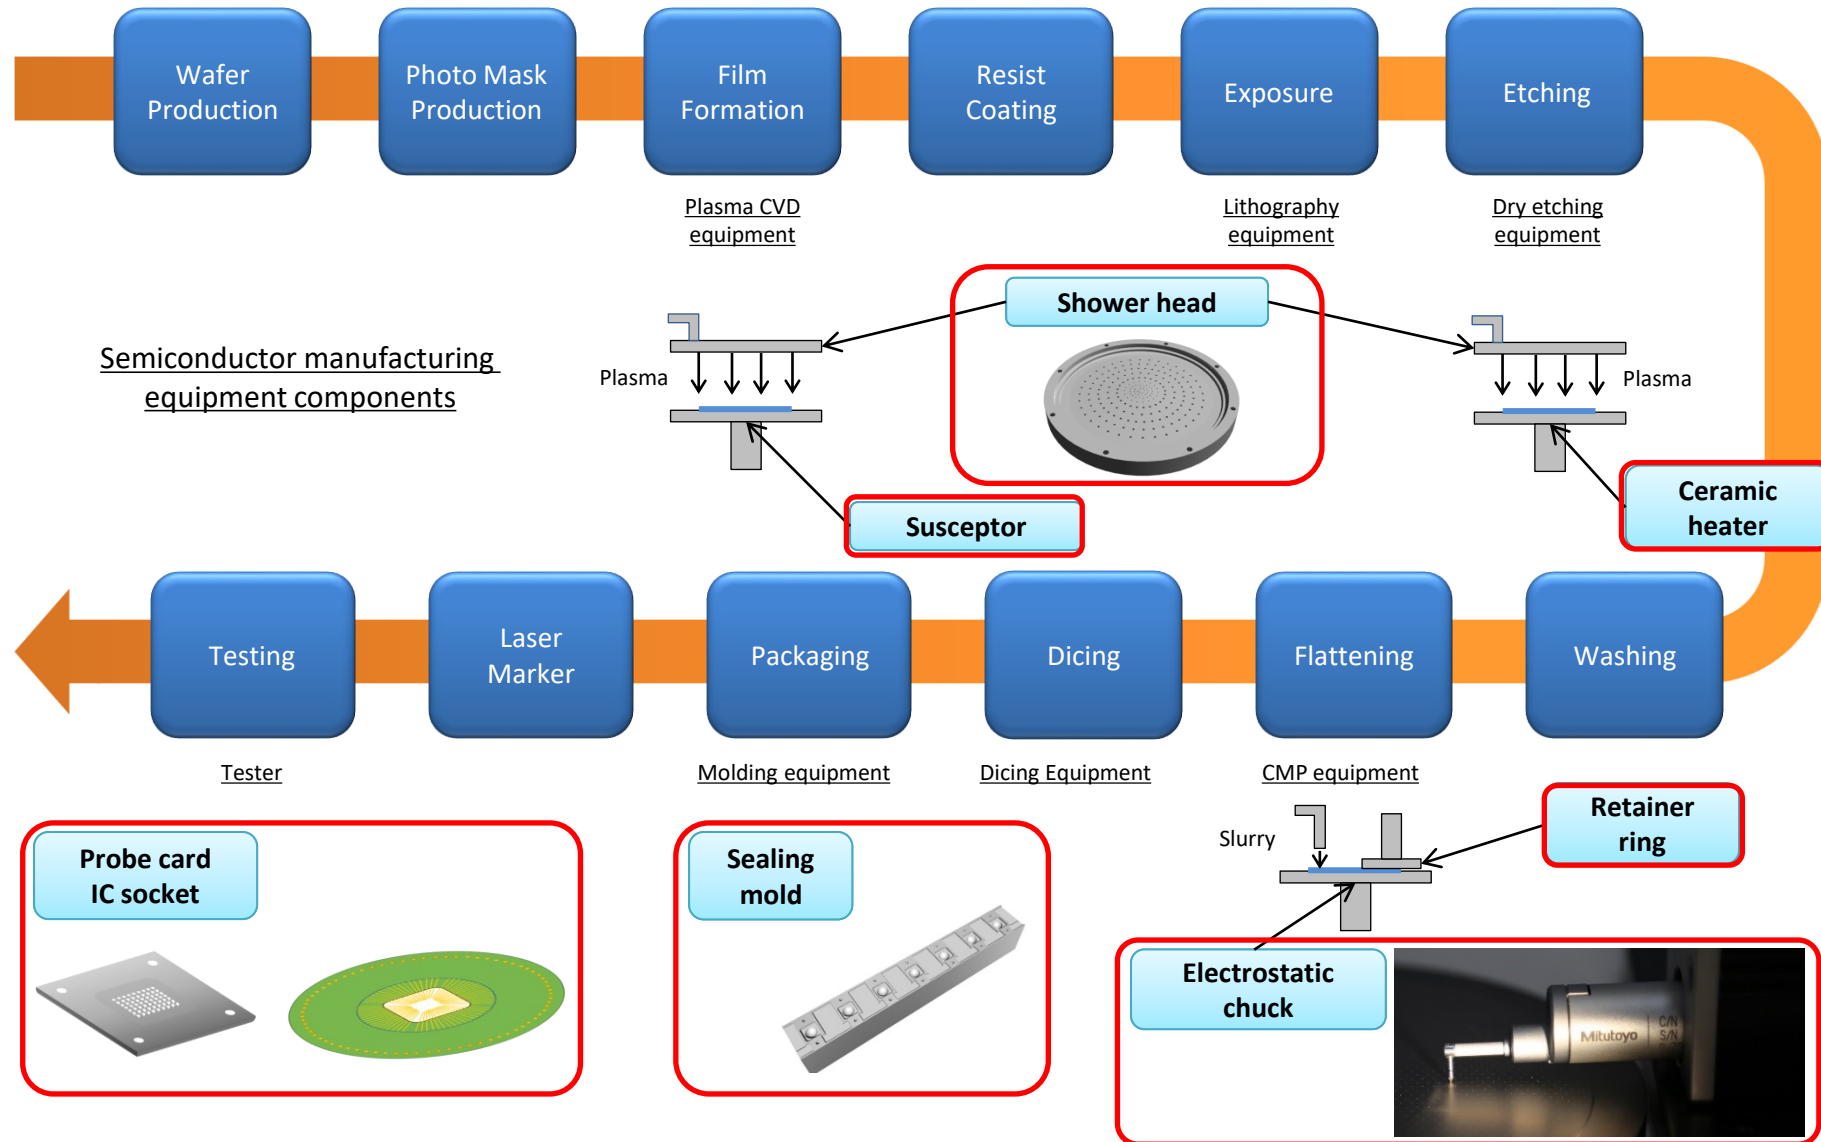 Wafer
Production
Photo Mask
Production
Film
Formation
Resist
Coating
Exposure
Etching
Plasma CVD
equipment
Lithography
equipment
Dry etching
equipment
Shower head
Semiconductor manufacturing
equipment components
Plasma
Plasma
Susceptor
Ceramic
heater
Testing
Laser
Marker
Packaging
Dicing
Flattening
Washing
Tester
Molding equipment
Dicing Equipment
CMP equipment
Probe card
IC socket
Sealing
mold
Slurry
Retainer
ring
Electrostatic
chuck
Mitutoyo
C/N
S/N